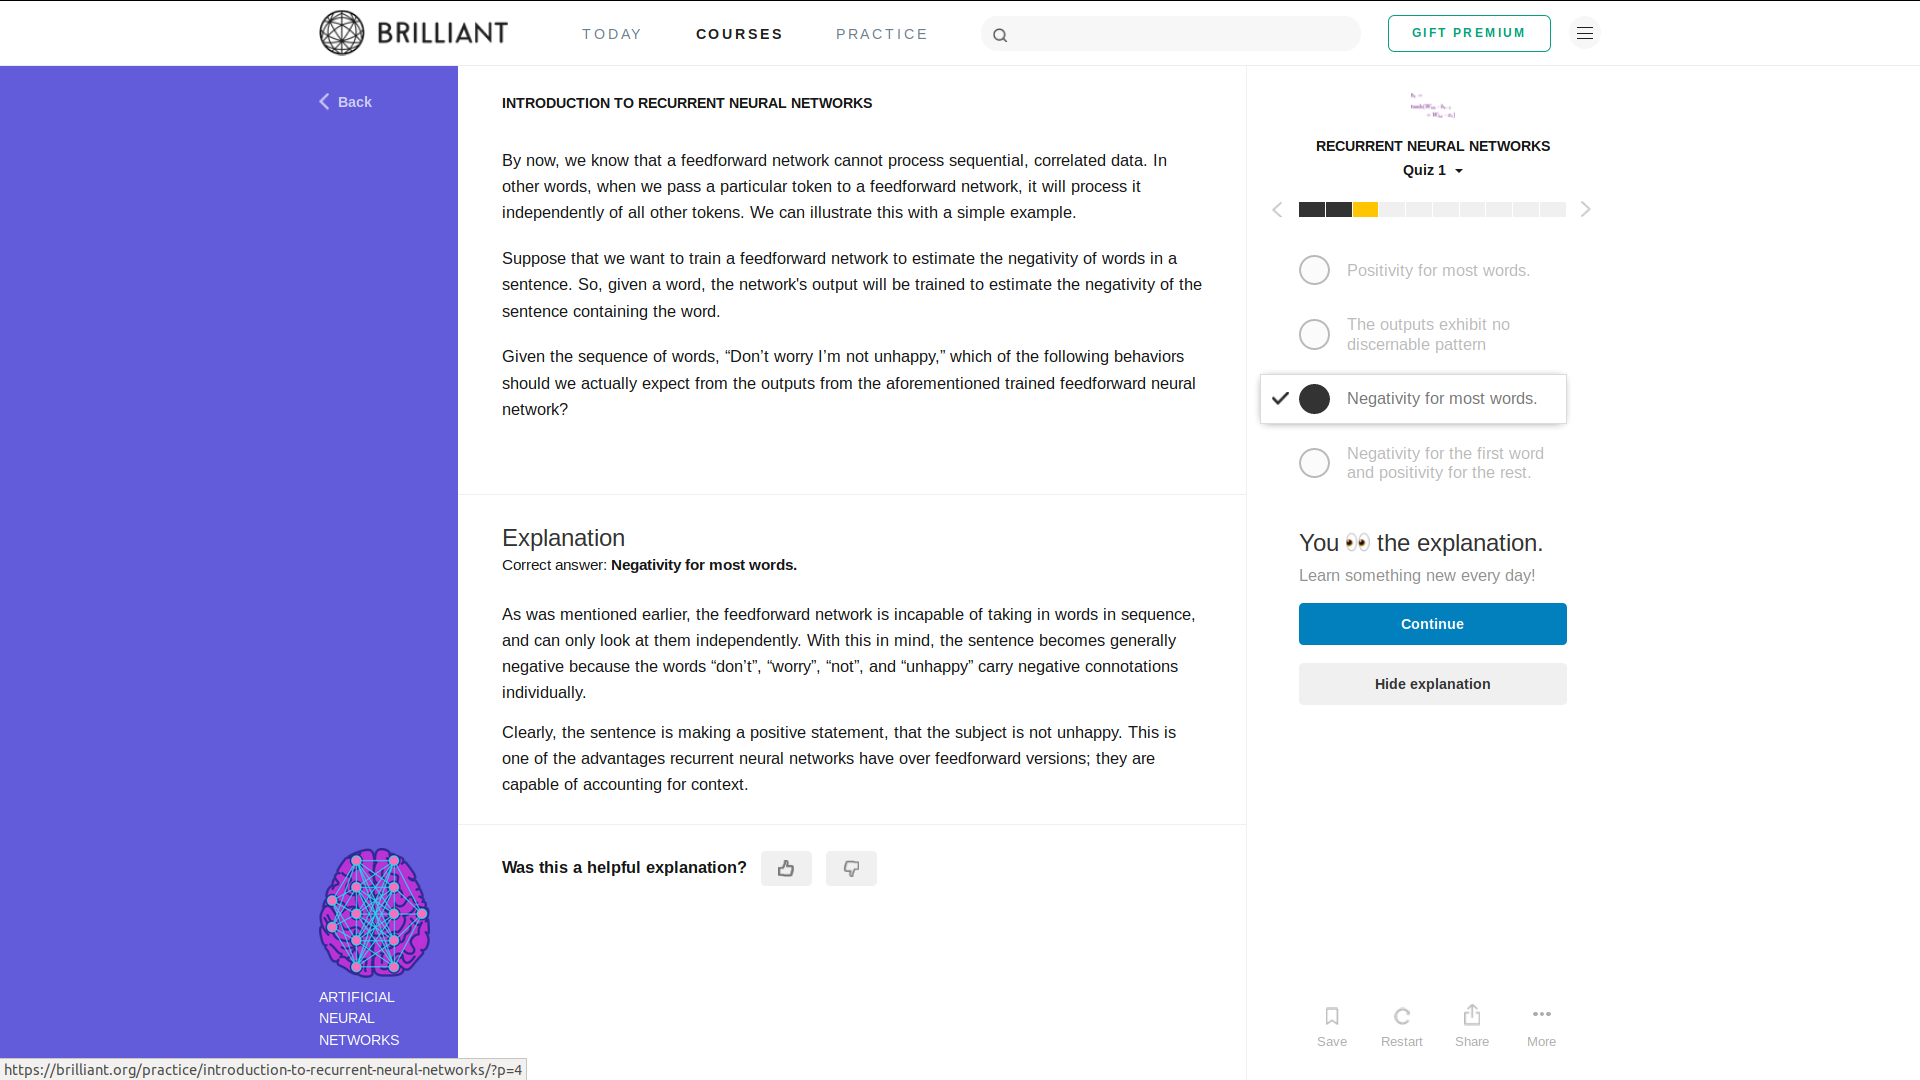 BRILLIANT
TODAY
COURSES
PRACTICE
GIFT PREMIUM
Back
INTRODUCTION TO RECURRENT NEURAL NETWORKS
By now, we know that a feedforward network cannot process sequential, correlated data. In
other words, when we pass a particular token to a feedforward network, it will process it
independently of all other tokens. We can illustrate this with a simple example.
Suppose that we want to train a feedforward network to estimate the negativity of words in a
sentence. So, given a word, the network's output will be trained to estimate the negativity of the
sentence containing the word.
Given the sequence of words, “Don’t worry I’m not unhappy,” which of the following behaviors
should we actually expect from the outputs from the aforementioned trained feedforward neural
network?
Explanation
Correct answer: Negativity for most words.
As was mentioned earlier, the feedforward network is incapable of taking in words in sequence,
and can only look at them independently. With this in mind, the sentence becomes generally
negative because the words “don’t”, “worry”, “not”, and “unhappy” carry negative connotations
individually.
Clearly, the sentence is making a positive statement, that the subject is not unhappy. This is
one of the advantages recurrent neural networks have over feedforward versions; they are
capable of accounting for context.
Was this a helpful explanation?
RECURRENT NEURAL NETWORKS
Quiz 1
Positivity for most words.
The outputs exhibit no
discernable pattern
Negativity for most words.
Negativity for the first word
and positivity for the rest.
You 👀 the explanation.
Learn something new every day!
Continue
Hide explanation
Save
Restart
Share
More
ARTIFICIAL
NEURAL
NETWORKS
https://brilliant.org/practice/introduction-to-recurrent-neural-networks/?p=4